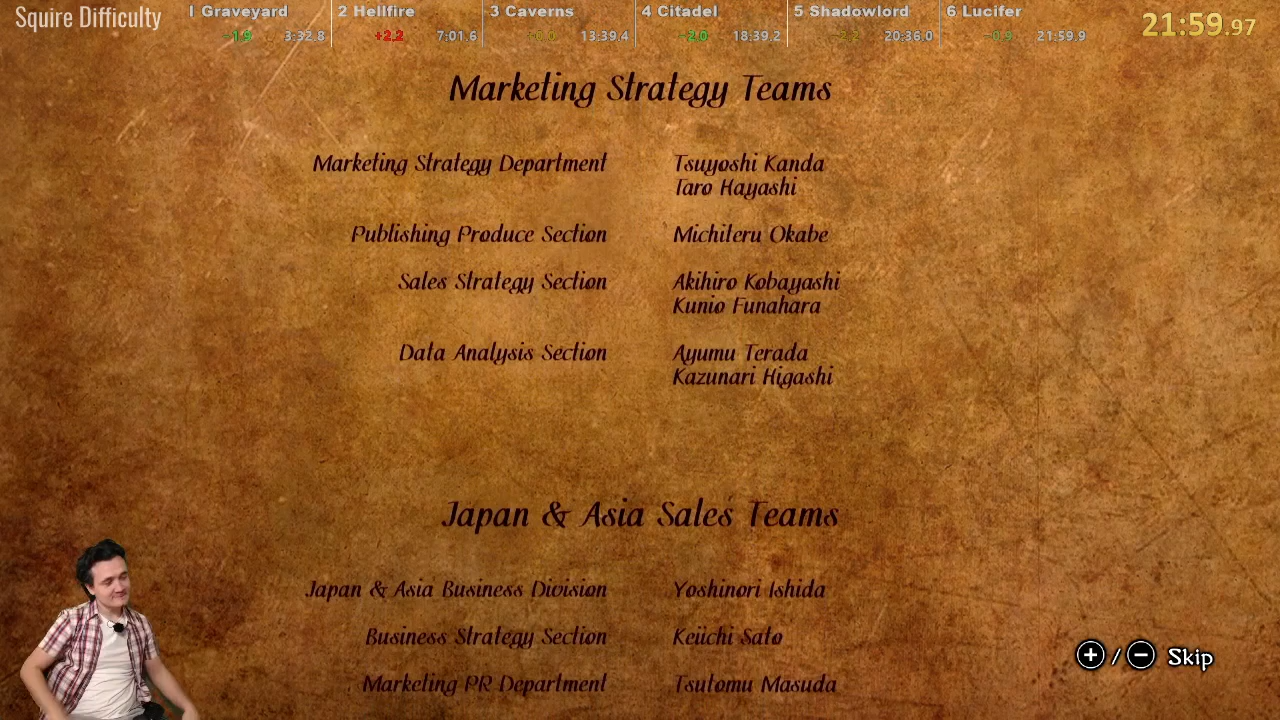 Squire Difficulty
1 Graveyard 2 Hellfire 3 Caverns 4 Citadel 5 Shadowlord 6 Lucifer
-1.9 3:32.8 +2.2 7:01.6 13:39.4 -2.0 18:39.2 -2.2 20:36.0 -0.9 21:59.9
21:59.97
Marketing Strategy Teams
Marketing Strategy Department Tsuyoshi Kanda
Taro Hayashi
Publishing Produce Section Michiteru Okabe
Sales Strategy Section Akihiro Kobayashi
Kunio Funahara
Data Analysis Section Ayumu Terada
Kazunari Higashi
Japan & Asia Sales Teams
Japan & Asia Business Division Yoshinori Ishida
Business Strategy Section Keiichi Sato
Marketing PR Department Tsutomu Masuda
+ / − Skip